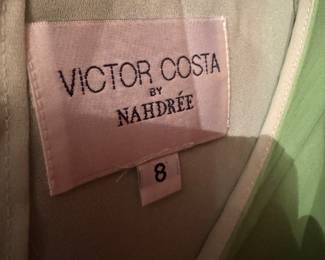 VICTOR COSTA
BY
NAHDRÉE
8